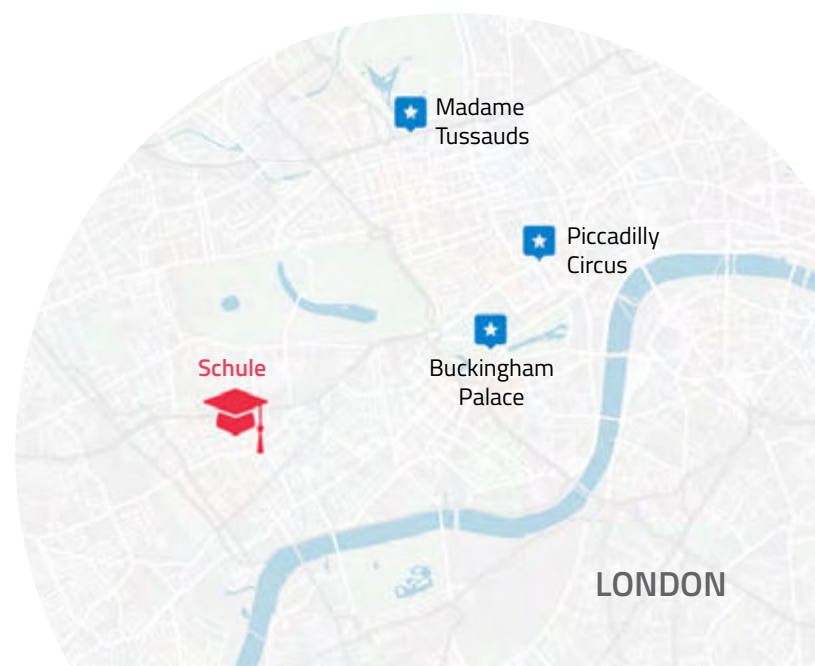 Madame
Tussauds
Piccadilly
Circus
Schule
Buckingham
Palace
LONDON